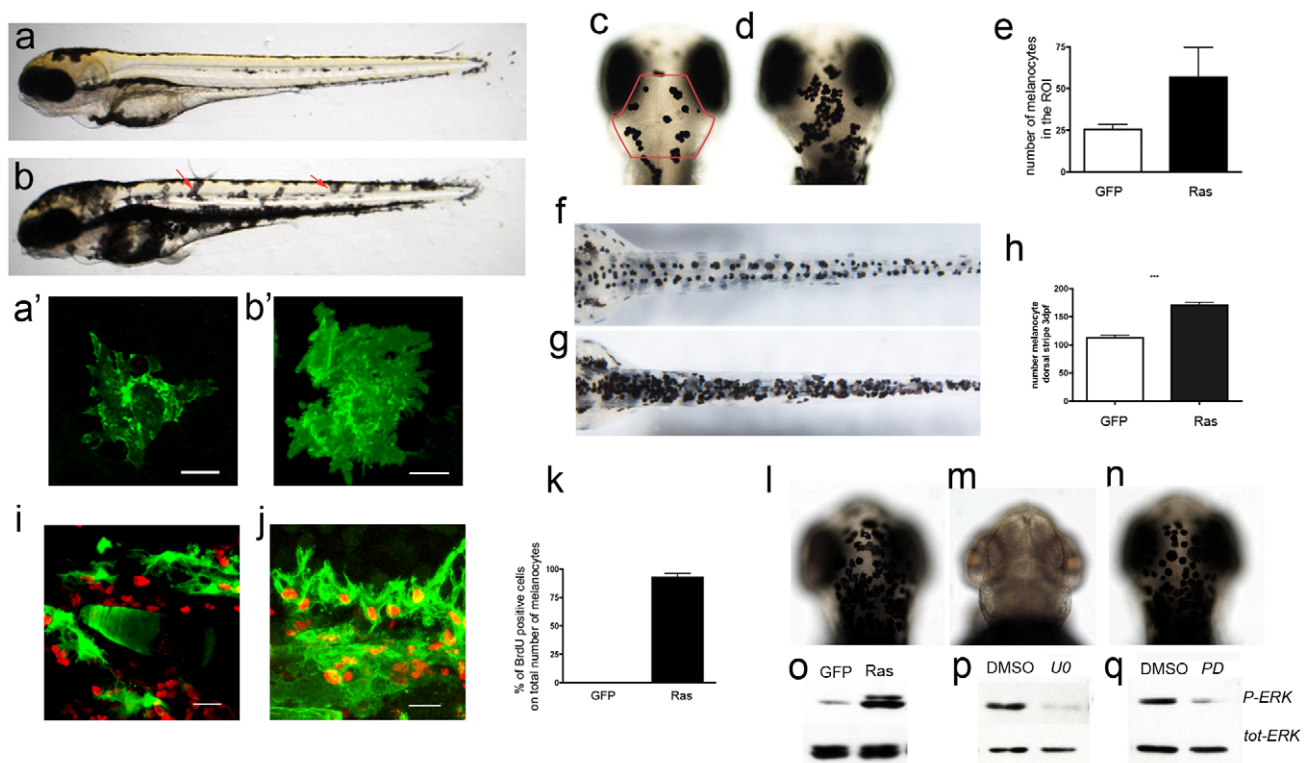 a
b
a’
b’
c
d
e
number of melanocytes
in the ROI
75
50
25
0
GFP
Ras
f
g
h
...
number melanocyte
dorsal stripe 3dpf
200
150
100
50
0
GFP
Ras
i
j
k
% of BrdU positive cells
on total number of melanocytes
100
75
50
25
0
GFP
Ras
l
m
n
o
GFP Ras
p
DMSO U0
q
DMSO PD
P-ERK
tot-ERK